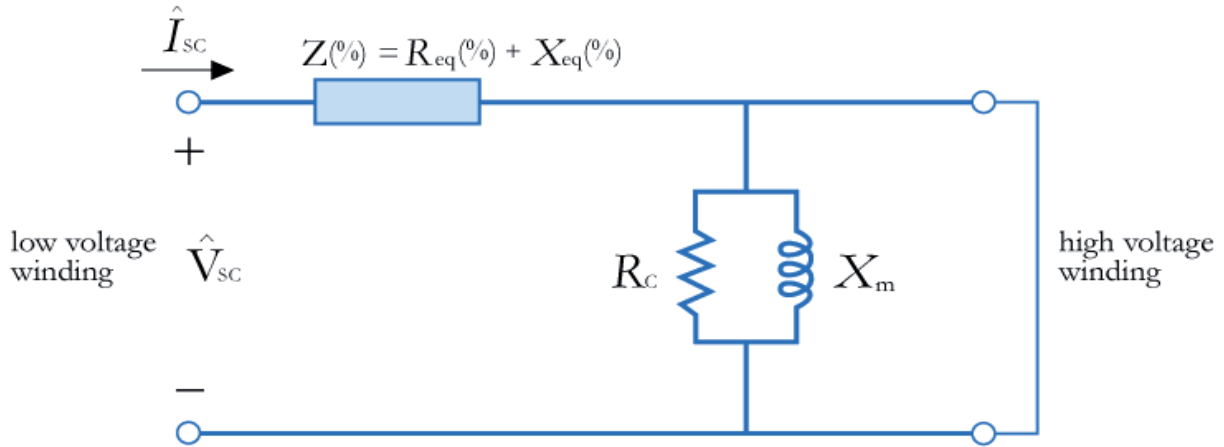 Î_SC
Z(%) = R_eq(%) + X_eq(%)
+
low voltage
winding
V̂_SC
R_C
X_m
high voltage
winding
−